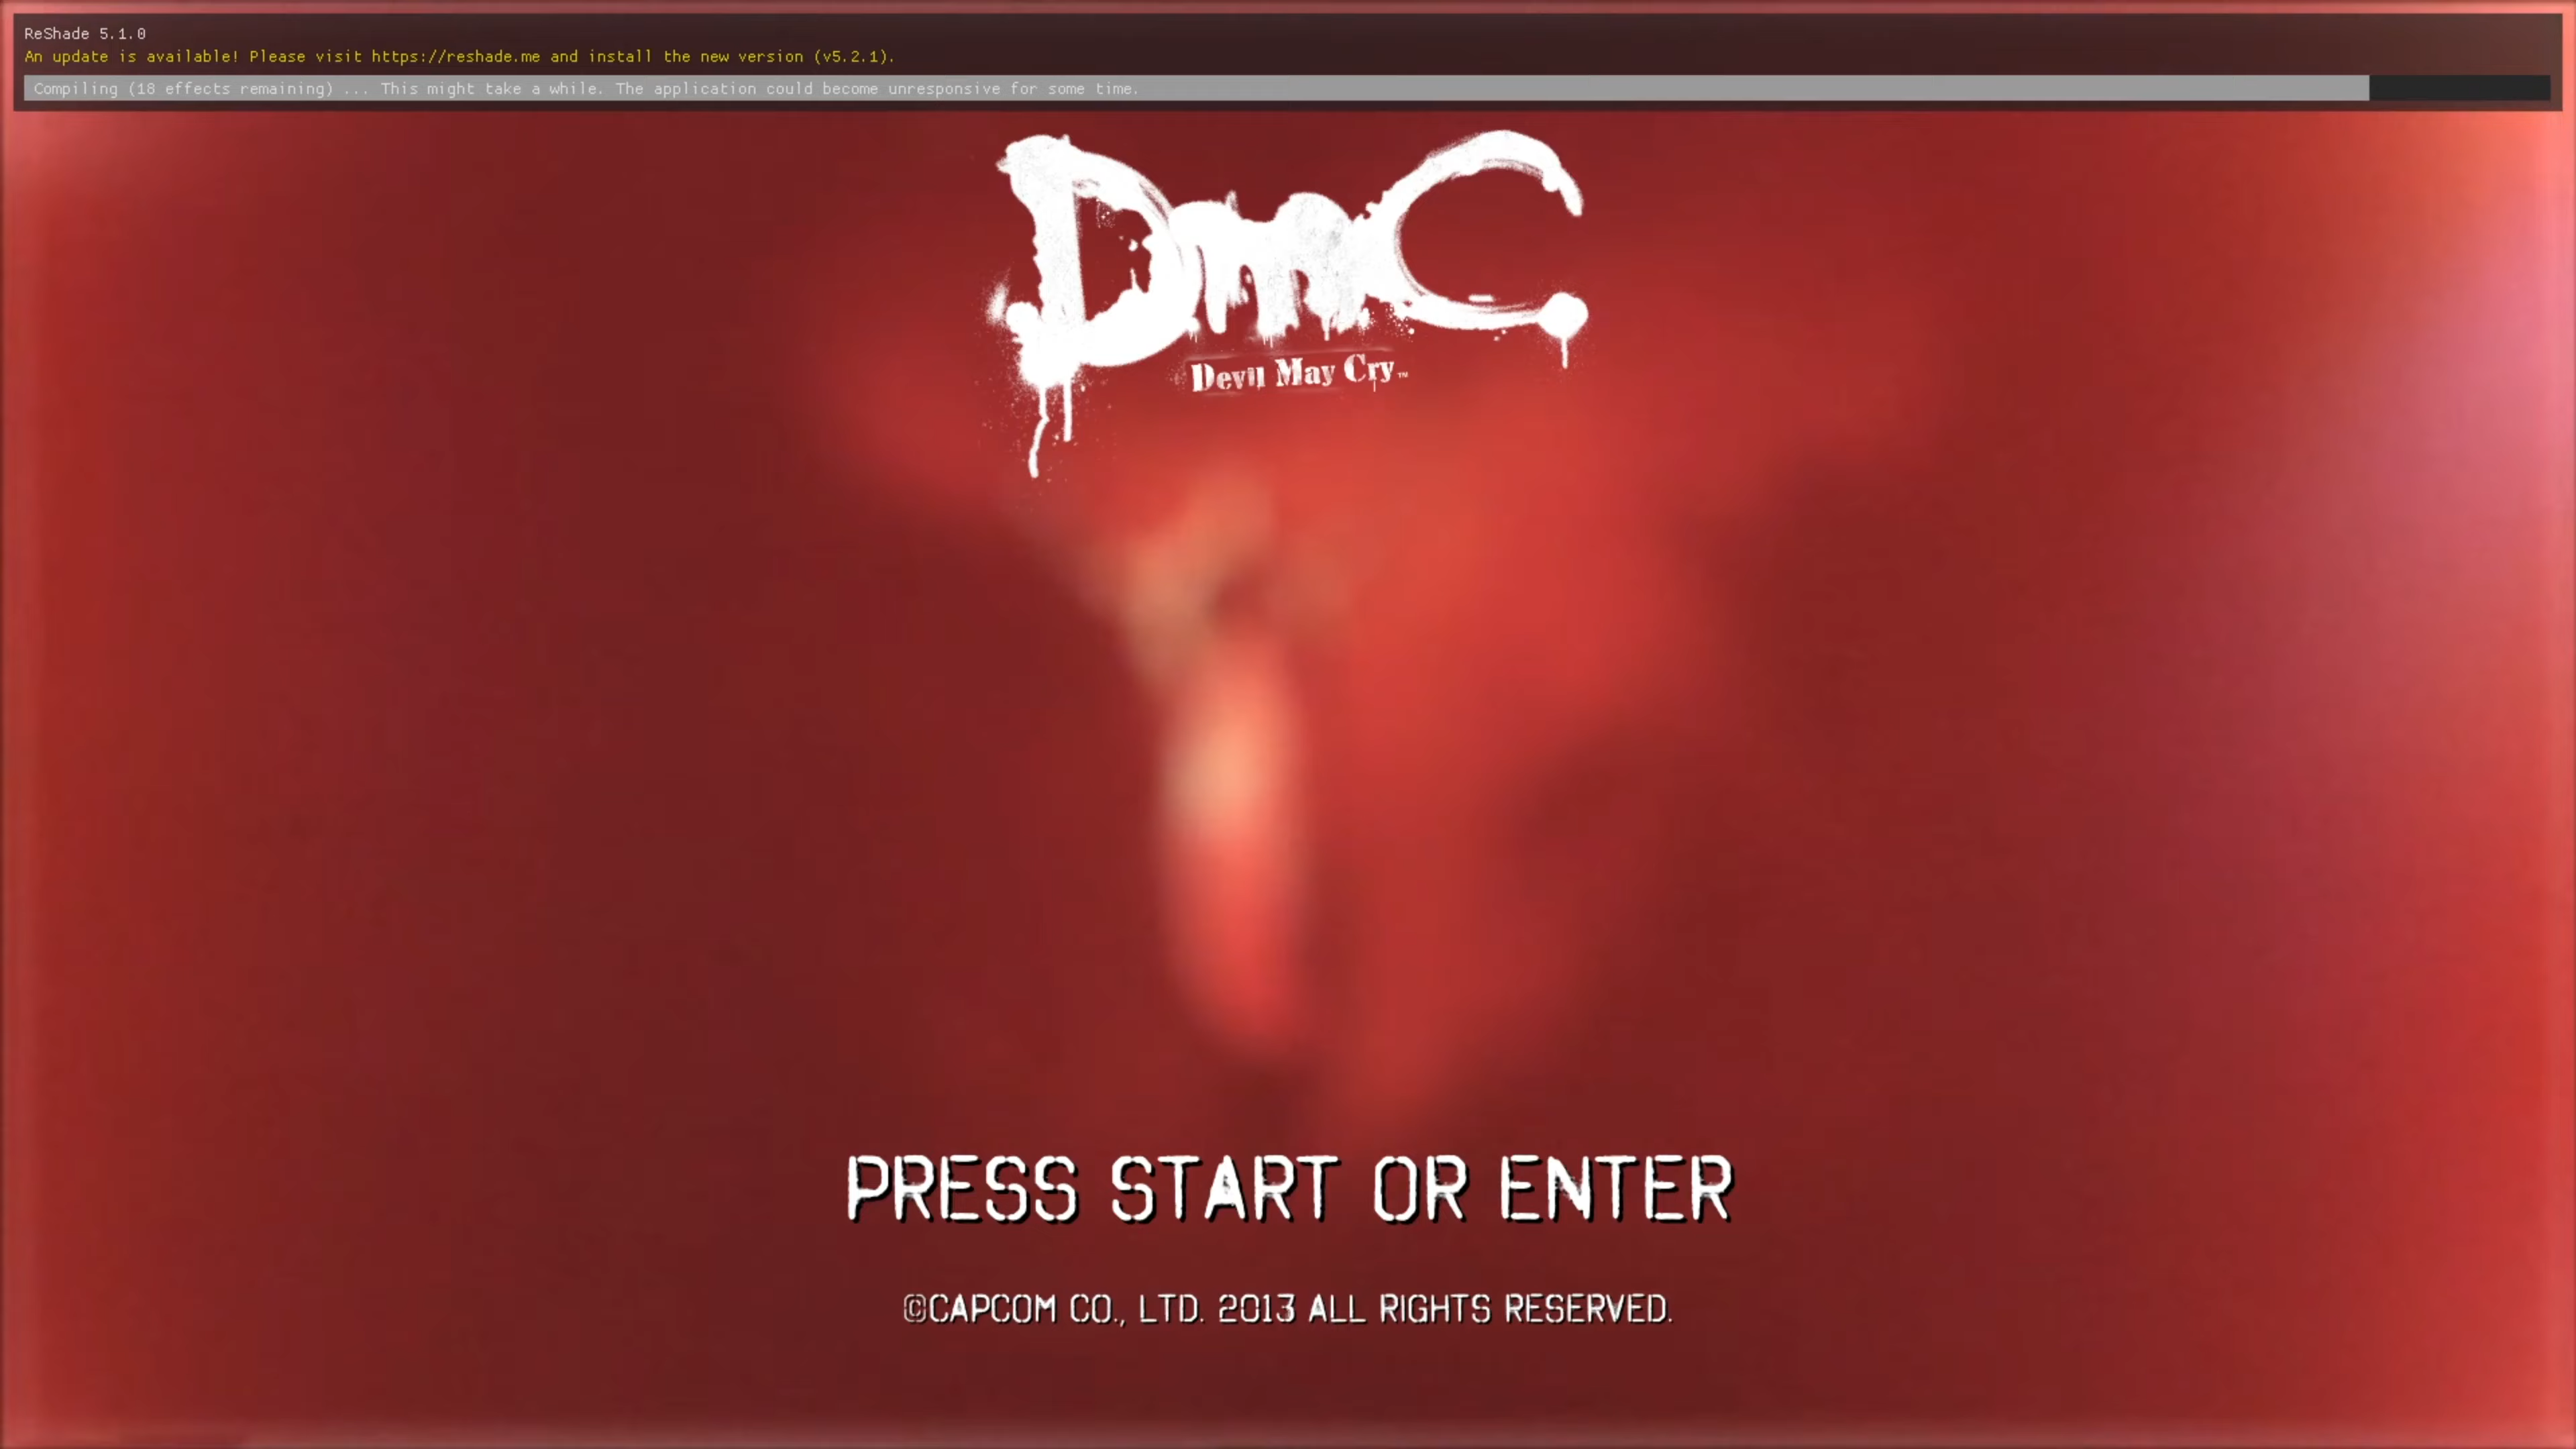 ReShade 5.1.0
An update is available! Please visit https://reshade.me and install the new version (v5.2.1).
Compiling (18 effects remaining) ... This might take a while. The application could become unresponsive for some time.
DmC
Devil May Cry™
PRESS START OR ENTER
©CAPCOM CO., LTD. 2013 ALL RIGHTS RESERVED.